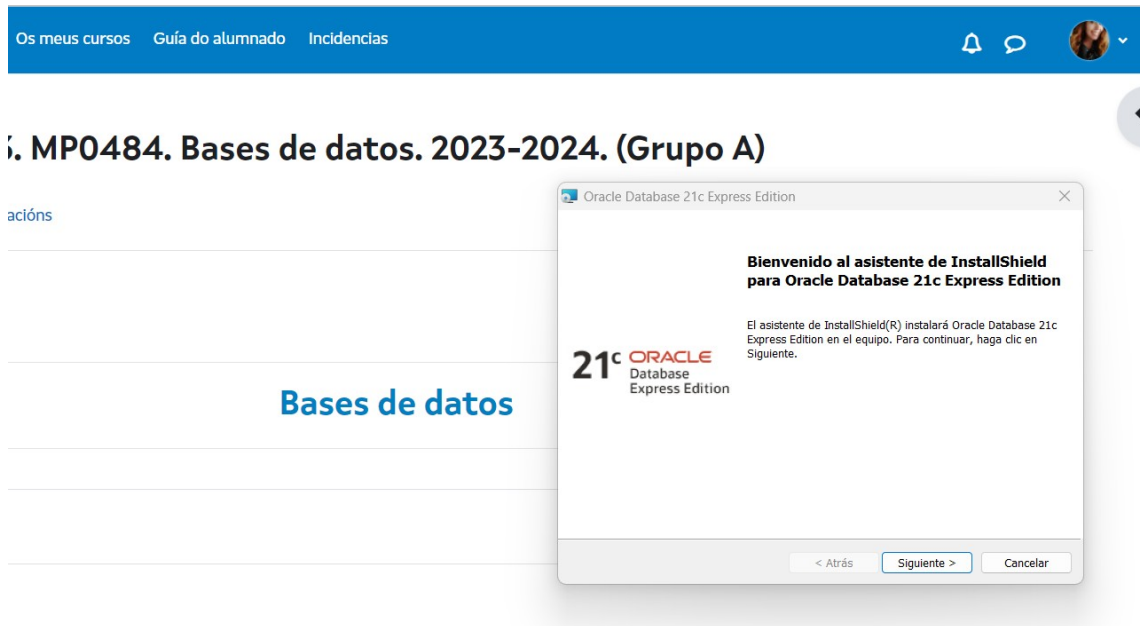 Os meus cursos Guía do alumnado Incidencias
. MP0484. Bases de datos. 2023-2024. (Grupo A)
acións
Bases de datos
Oracle Database 21c Express Edition
Bienvenido al asistente de InstallShield
para Oracle Database 21c Express Edition
El asistente de InstallShield(R) instalará Oracle Database 21c
Express Edition en el equipo. Para continuar, haga clic en
Siguiente.
21c ORACLE
Database
Express Edition
< Atrás Siguiente > Cancelar